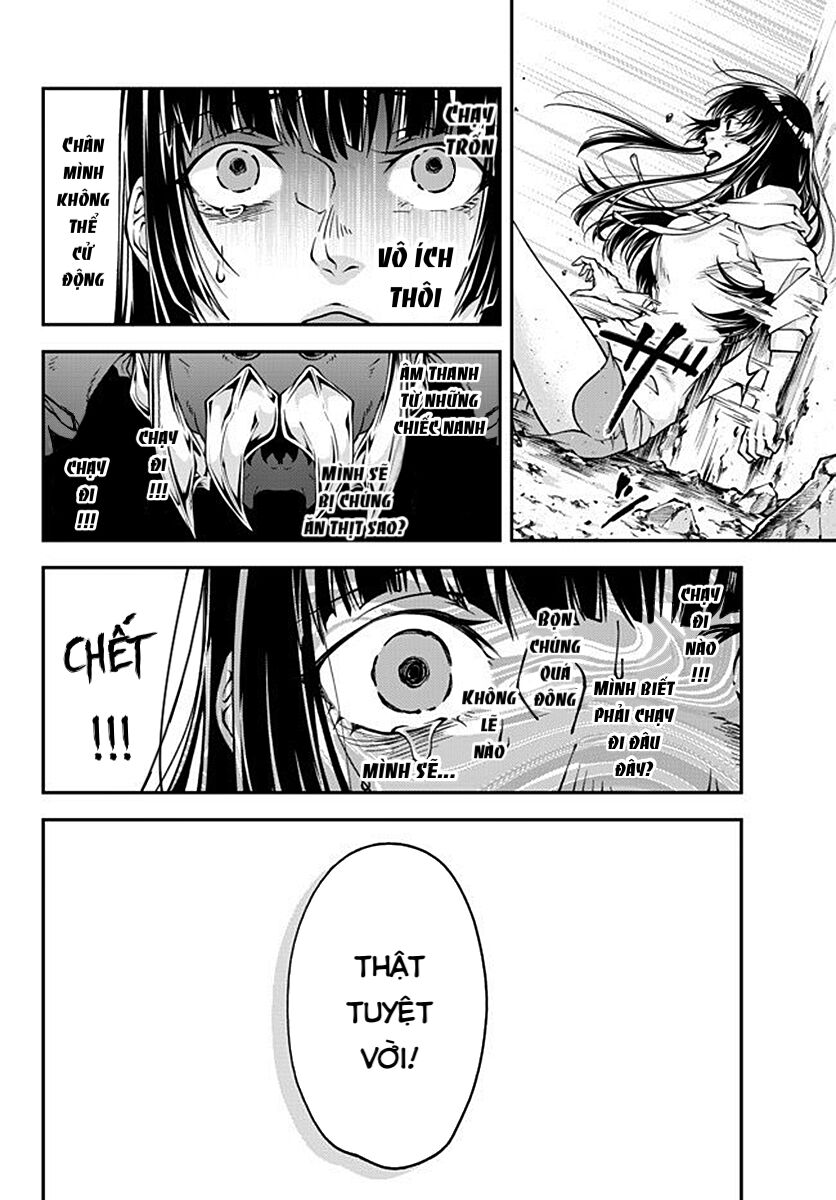 CHẠY
TRỐN
VÔ ÍCH
THÔI
CHÂN
MÌNH
KHÔNG
THỂ
CỬ
ĐỘNG
ÂM THANH
TỪ NHỮNG
CHIẾC NANH
MÌNH SẼ
BỊ CHÚNG
ĂN THỊT SAO?
CHẠY
ĐI
!!!
CHẠY
ĐI
!!!
CHẠY
ĐI
NÀO
!!!
MÌNH BIẾT
PHẢI CHẠY
ĐI ĐÂU
ĐÂY?
BỌN
CHÚNG
QUÁ
ĐÔNG
KHÔNG
LẼ
NÀO
MÌNH SẼ...
CHẾT
!!!
THẬT
TUYỆT
VỜI!